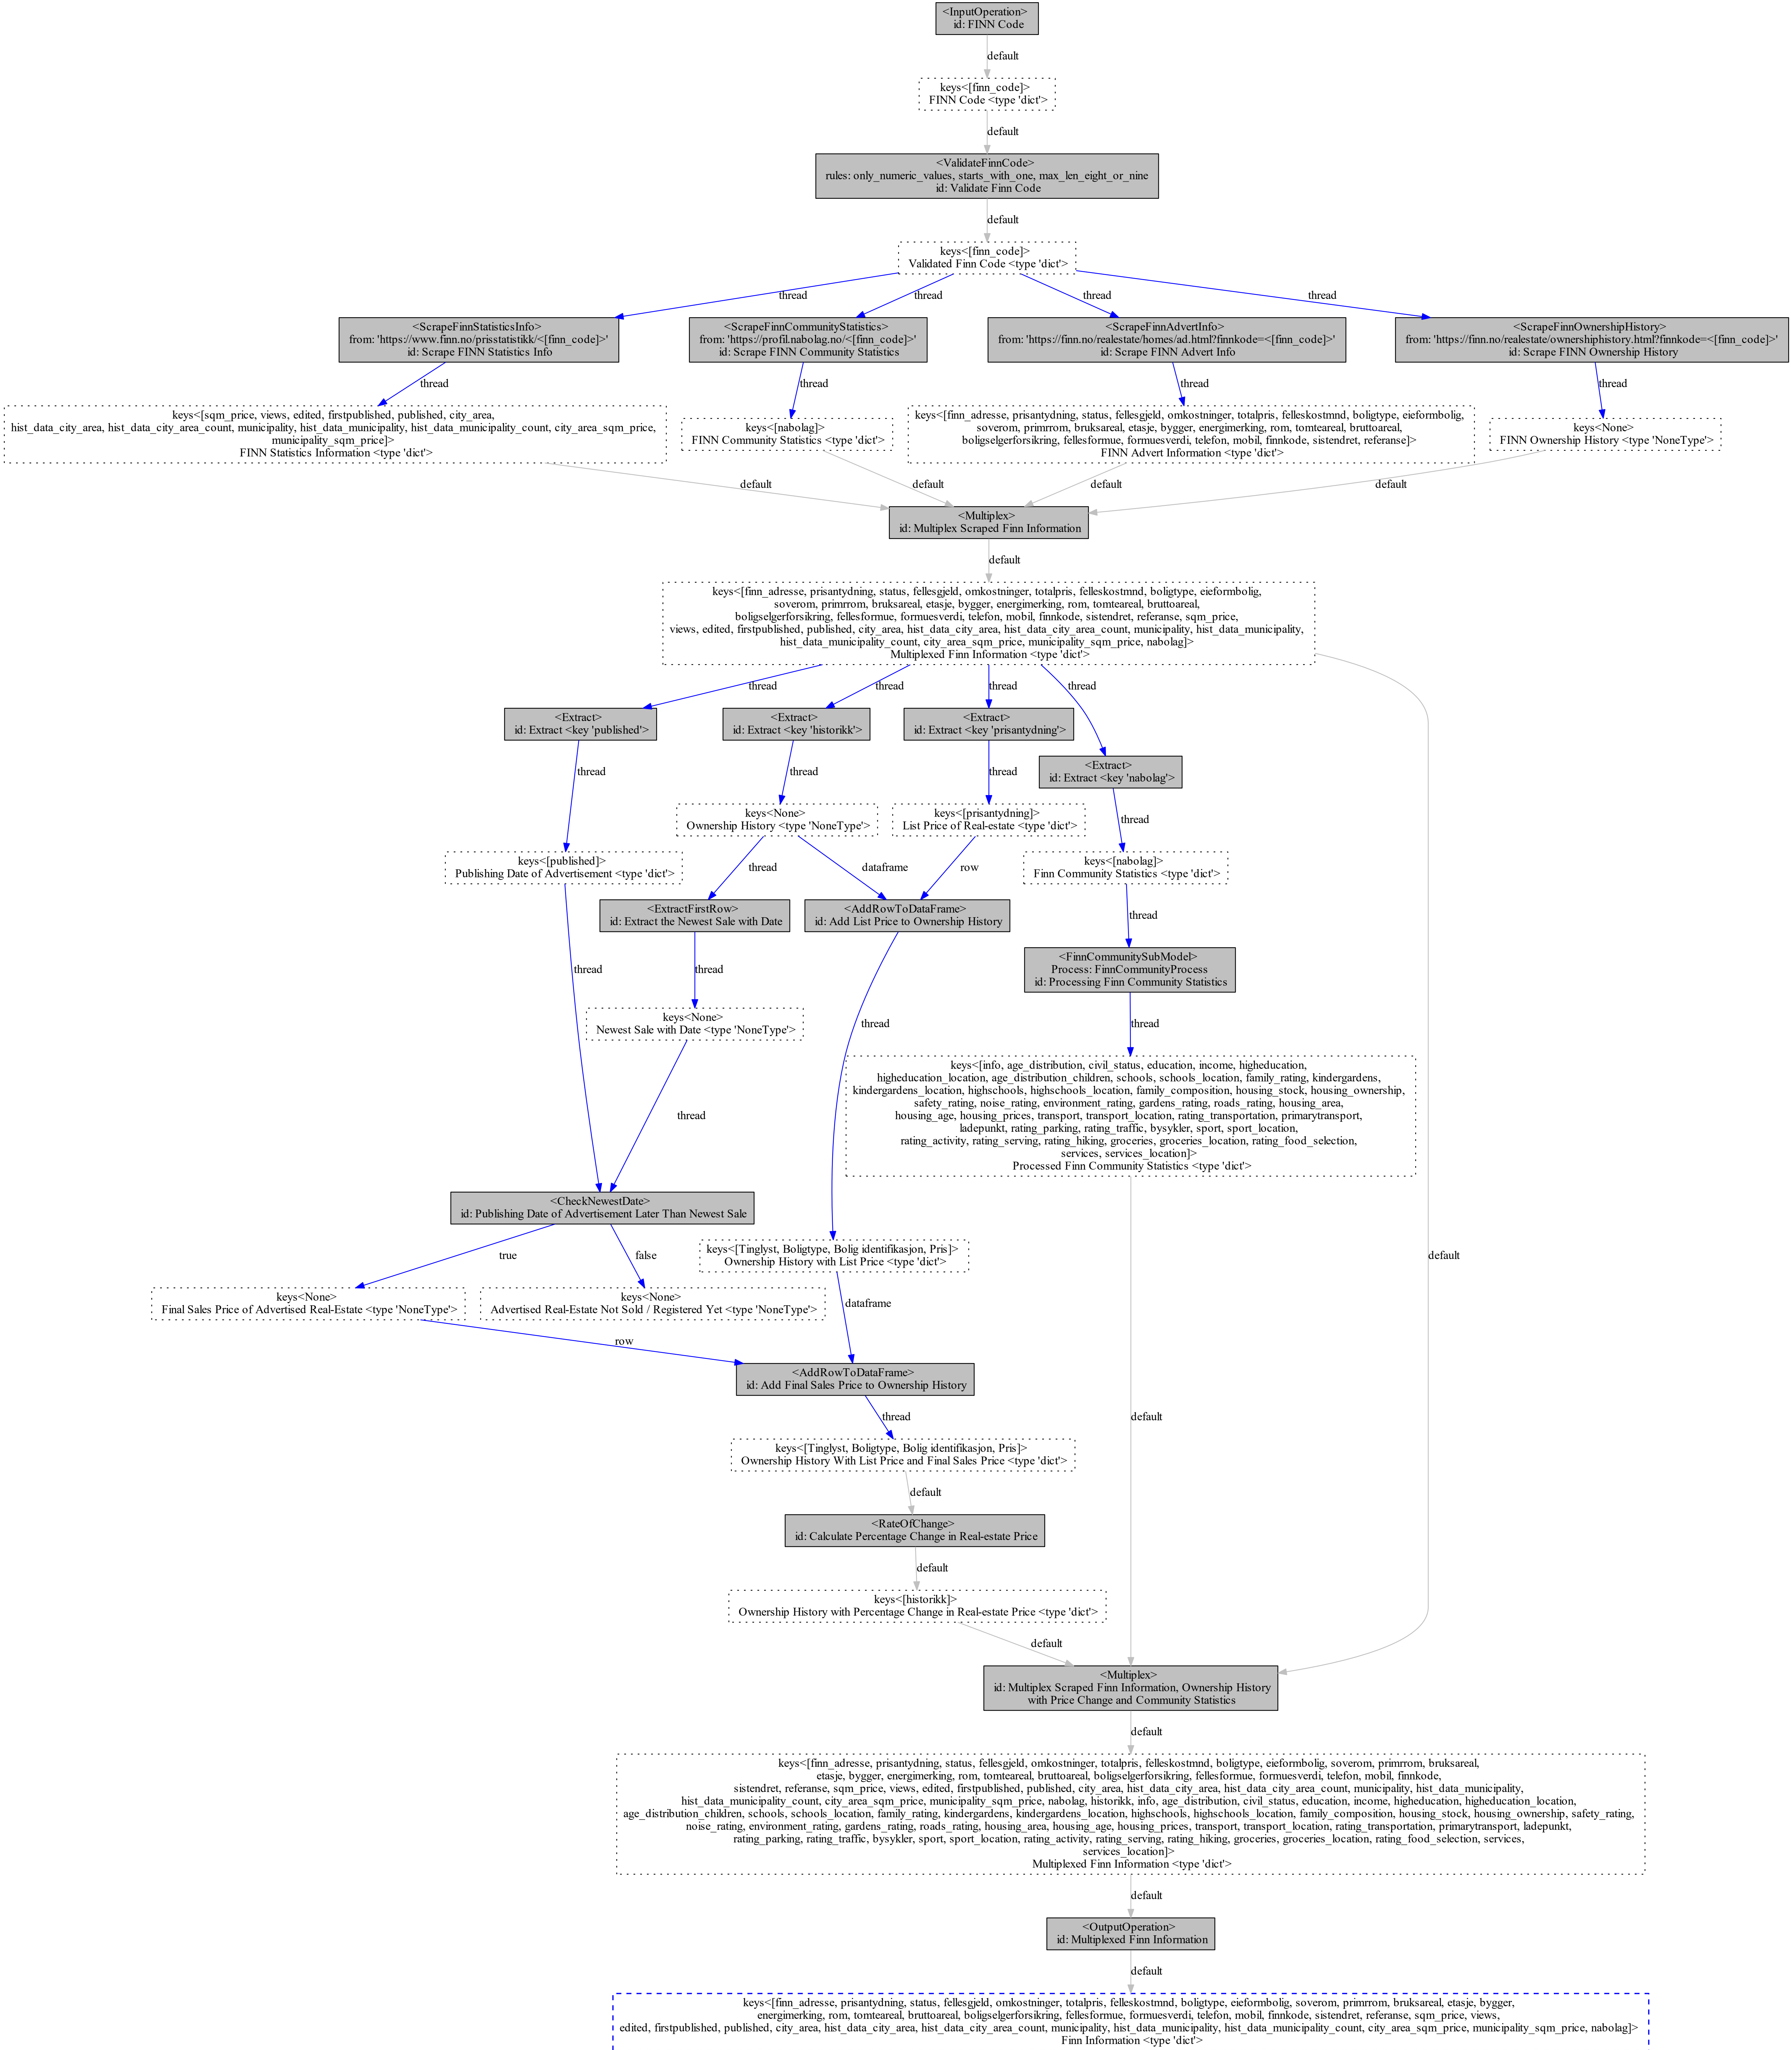 <InputOperation>
id: FINN Code
default
keys<[finn_code]>
FINN Code <type 'dict'>
default
<ValidateFinnCode>
rules: only_numeric_values, starts_with_one, max_len_eight_or_nine
id: Validate Finn Code
default
keys<[finn_code]>
Validated Finn Code <type 'dict'>
thread
thread
thread
thread
<ScrapeFinnStatisticsInfo>
from: 'https://www.finn.no/prisstatistikk/<[finn_code]>'
id: Scrape FINN Statistics Info
<ScrapeFinnCommunityStatistics>
from: 'https://profil.nabolag.no/<[finn_code]>'
id: Scrape FINN Community Statistics
<ScrapeFinnAdvertInfo>
from: 'https://finn.no/realestate/homes/ad.html?finnkode=<[finn_code]>'
id: Scrape FINN Advert Info
<ScrapeFinnOwnershipHistory>
from: 'https://finn.no/realestate/ownershiphistory.html?finnkode=<[finn_code]>'
id: Scrape FINN Ownership History
thread
thread
thread
thread
keys<[sqm_price, views, edited, firstpublished, published, city_area,
hist_data_city_area, hist_data_city_area_count, municipality, hist_data_municipality, hist_data_municipality_count, city_area_sqm_price,
municipality_sqm_price]>
FINN Statistics Information <type 'dict'>
keys<[nabolag]>
FINN Community Statistics <type 'dict'>
keys<[finn_adresse, prisantydning, status, fellesgjeld, omkostninger, totalpris, felleskostmnd, boligtype, eieformbolig,
soverom, primrrom, bruksareal, etasje, bygger, energimerking, rom, tomteareal, bruttoareal,
boligselgerforsikring, fellesformue, formuesverdi, telefon, mobil, finnkode, sistendret, referanse]>
FINN Advert Information <type 'dict'>
keys<None>
FINN Ownership History <type 'NoneType'>
default
default
default
default
<Multiplex>
id: Multiplex Scraped Finn Information
default
keys<[finn_adresse, prisantydning, status, fellesgjeld, omkostninger, totalpris, felleskostmnd, boligtype, eieformbolig,
soverom, primrrom, bruksareal, etasje, bygger, energimerking, rom, tomteareal, bruttoareal,
boligselgerforsikring, fellesformue, formuesverdi, telefon, mobil, finnkode, sistendret, referanse, sqm_price,
views, edited, firstpublished, published, city_area, hist_data_city_area, hist_data_city_area_count, municipality, hist_data_municipality,
hist_data_municipality_count, city_area_sqm_price, municipality_sqm_price, nabolag]>
Multiplexed Finn Information <type 'dict'>
thread
thread
thread
thread
<Extract>
id: Extract <key 'published'>
<Extract>
id: Extract <key 'historikk'>
<Extract>
id: Extract <key 'prisantydning'>
<Extract>
id: Extract <key 'nabolag'>
thread
thread
thread
thread
keys<None>
Ownership History <type 'NoneType'>
keys<[prisantydning]>
List Price of Real-estate <type 'dict'>
keys<[published]>
Publishing Date of Advertisement <type 'dict'>
keys<[nabolag]>
Finn Community Statistics <type 'dict'>
thread
dataframe
row
<ExtractFirstRow>
id: Extract the Newest Sale with Date
<AddRowToDataFrame>
id: Add List Price to Ownership History
thread
<FinnCommunitySubModel>
Process: FinnCommunityProcess
id: Processing Finn Community Statistics
thread
thread
keys<None>
Newest Sale with Date <type 'NoneType'>
thread
thread
keys<[info, age_distribution, civil_status, education, income, higheducation,
higheducation_location, age_distribution_children, schools, schools_location, family_rating, kindergardens,
kindergardens_location, highschools, highschools_location, family_composition, housing_stock, housing_ownership,
safety_rating, noise_rating, environment_rating, gardens_rating, roads_rating, housing_area,
housing_age, housing_prices, transport, transport_location, rating_transportation, primarytransport,
ladepunkt, rating_parking, rating_traffic, bysykler, sport, sport_location,
rating_activity, rating_serving, rating_hiking, groceries, groceries_location, rating_food_selection,
services, services_location]>
Processed Finn Community Statistics <type 'dict'>
thread
<CheckNewestDate>
id: Publishing Date of Advertisement Later Than Newest Sale
true
false
keys<[Tinglyst, Boligtype, Bolig identifikasjon, Pris]>
Ownership History with List Price <type 'dict'>
default
keys<None>
Final Sales Price of Advertised Real-Estate <type 'NoneType'>
keys<None>
Advertised Real-Estate Not Sold / Registered Yet <type 'NoneType'>
dataframe
row
<AddRowToDataFrame>
id: Add Final Sales Price to Ownership History
thread
default
keys<[Tinglyst, Boligtype, Bolig identifikasjon, Pris]>
Ownership History With List Price and Final Sales Price <type 'dict'>
default
<RateOfChange>
id: Calculate Percentage Change in Real-estate Price
default
keys<[historikk]>
Ownership History with Percentage Change in Real-estate Price <type 'dict'>
default
<Multiplex>
id: Multiplex Scraped Finn Information, Ownership History
with Price Change and Community Statistics
default
keys<[finn_adresse, prisantydning, status, fellesgjeld, omkostninger, totalpris, felleskostmnd, boligtype, eieformbolig, soverom, primrrom, bruksareal,
etasje, bygger, energimerking, rom, tomteareal, bruttoareal, boligselgerforsikring, fellesformue, formuesverdi, telefon, mobil, finnkode,
sistendret, referanse, sqm_price, views, edited, firstpublished, published, city_area, hist_data_city_area, hist_data_city_area_count, municipality, hist_data_municipality,
hist_data_municipality_count, city_area_sqm_price, municipality_sqm_price, nabolag, historikk, info, age_distribution, civil_status, education, income, higheducation, higheducation_location,
age_distribution_children, schools, schools_location, family_rating, kindergardens, kindergardens_location, highschools, highschools_location, family_composition, housing_stock, housing_ownership, safety_rating,
noise_rating, environment_rating, gardens_rating, roads_rating, housing_area, housing_age, housing_prices, transport, transport_location, rating_transportation, primarytransport, ladepunkt,
rating_parking, rating_traffic, bysykler, sport, sport_location, rating_activity, rating_serving, rating_hiking, groceries, groceries_location, rating_food_selection, services,
services_location]>
Multiplexed Finn Information <type 'dict'>
default
<OutputOperation>
id: Multiplexed Finn Information
default
keys<[finn_adresse, prisantydning, status, fellesgjeld, omkostninger, totalpris, felleskostmnd, boligtype, eieformbolig, soverom, primrrom, bruksareal, etasje, bygger,
energimerking, rom, tomteareal, bruttoareal, boligselgerforsikring, fellesformue, formuesverdi, telefon, mobil, finnkode, sistendret, referanse, sqm_price, views,
edited, firstpublished, published, city_area, hist_data_city_area, hist_data_city_area_count, municipality, hist_data_municipality, hist_data_municipality_count, city_area_sqm_price, municipality_sqm_price, nabolag]>
Finn Information <type 'dict'>